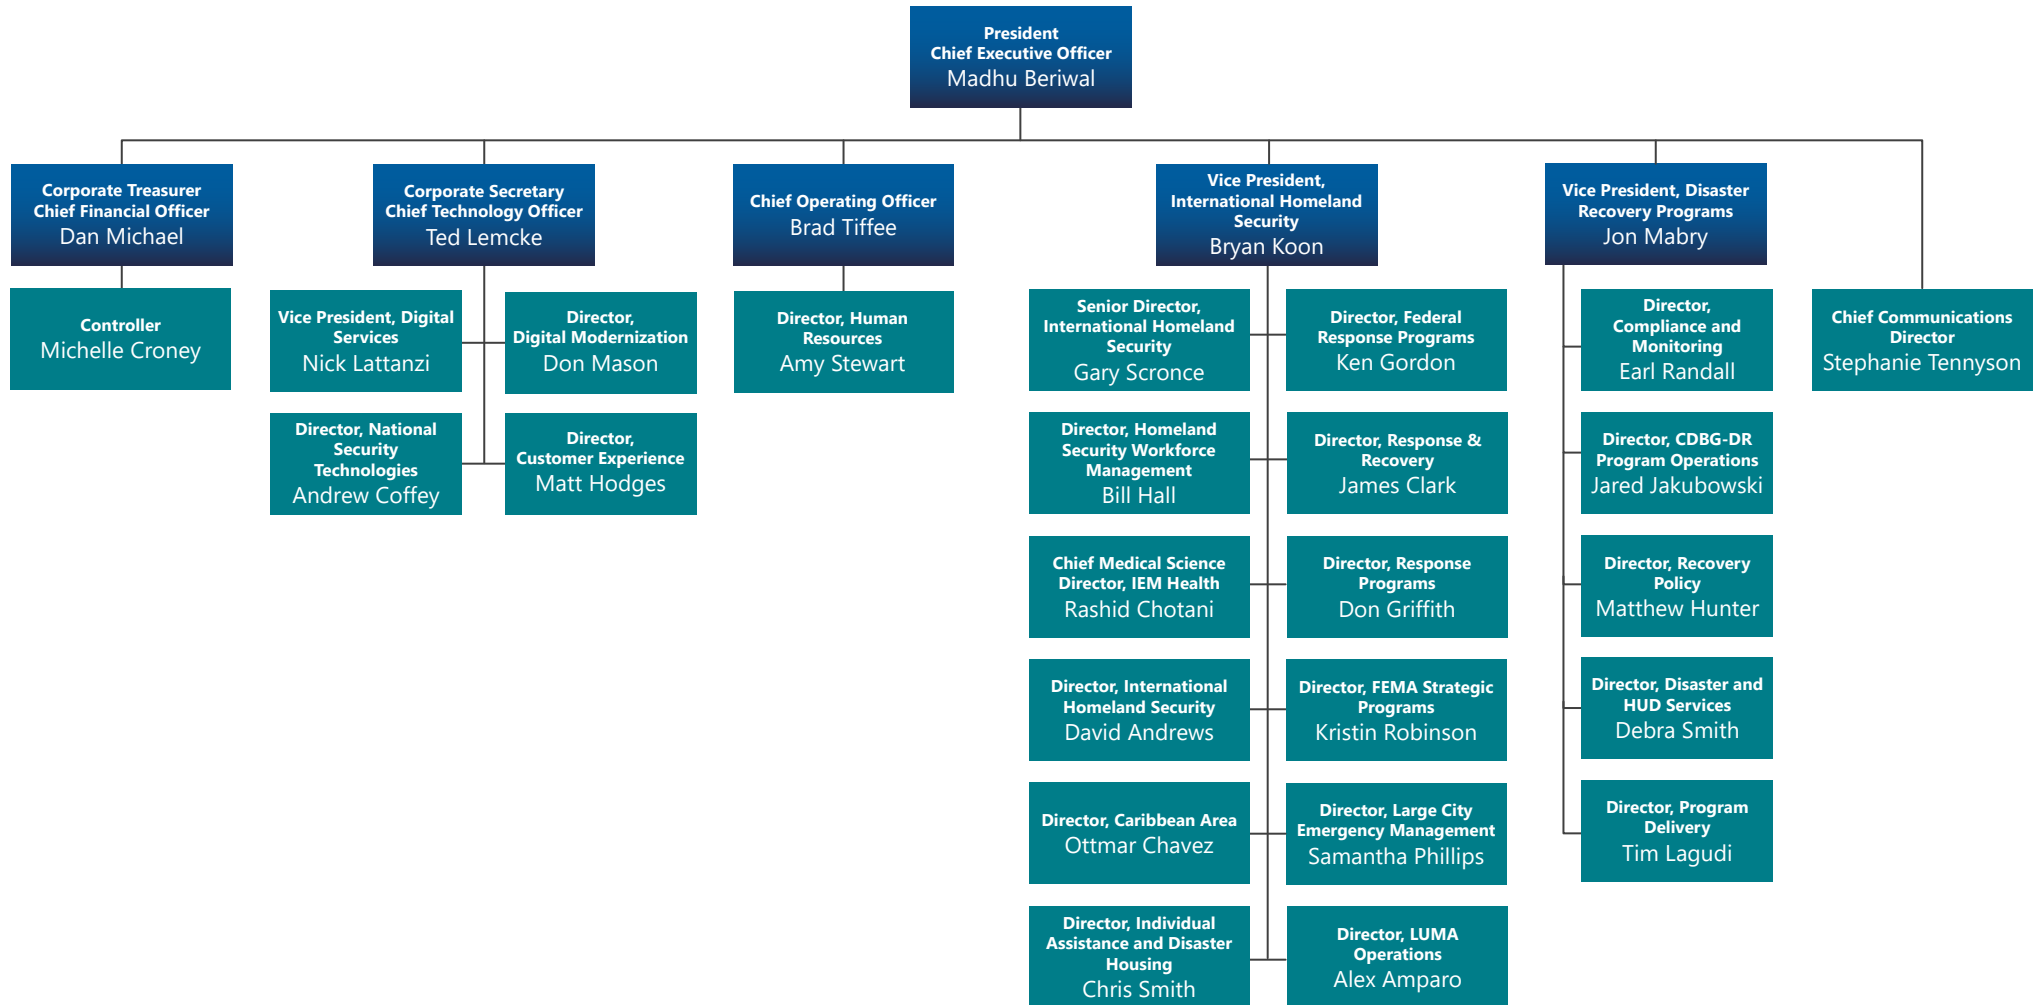 President
Chief Executive Officer
Madhu Beriwal
Corporate Treasurer
Chief Financial Officer
Dan Michael
Corporate Secretary
Chief Technology Officer
Ted Lemcke
Chief Operating Officer
Brad Tiffee
Vice President,
International Homeland
Security
Bryan Koon
Vice President, Disaster
Recovery Programs
Jon Mabry
Controller
Michelle Croney
Vice President, Digital
Services
Nick Lattanzi
Director,
Digital Modernization
Don Mason
Director, National
Security
Technologies
Andrew Coffey
Director,
Customer Experience
Matt Hodges
Director, Human
Resources
Amy Stewart
Senior Director,
International Homeland
Security
Gary Scronce
Director, Federal
Response Programs
Ken Gordon
Director, Homeland
Security Workforce
Management
Bill Hall
Director, Response &
Recovery
James Clark
Chief Medical Science
Director, IEM Health
Rashid Chotani
Director, Response
Programs
Don Griffith
Director, International
Homeland Security
David Andrews
Director, FEMA Strategic
Programs
Kristin Robinson
Director, Caribbean Area
Ottmar Chavez
Director, Large City
Emergency Management
Samantha Phillips
Director, Individual
Assistance and Disaster
Housing
Chris Smith
Director, LUMA
Operations
Alex Amparo
Director,
Compliance and
Monitoring
Earl Randall
Director, CDBG-DR
Program Operations
Jared Jakubowski
Director, Recovery
Policy
Matthew Hunter
Director, Disaster and
HUD Services
Debra Smith
Director, Program
Delivery
Tim Lagudi
Chief Communications
Director
Stephanie Tennyson